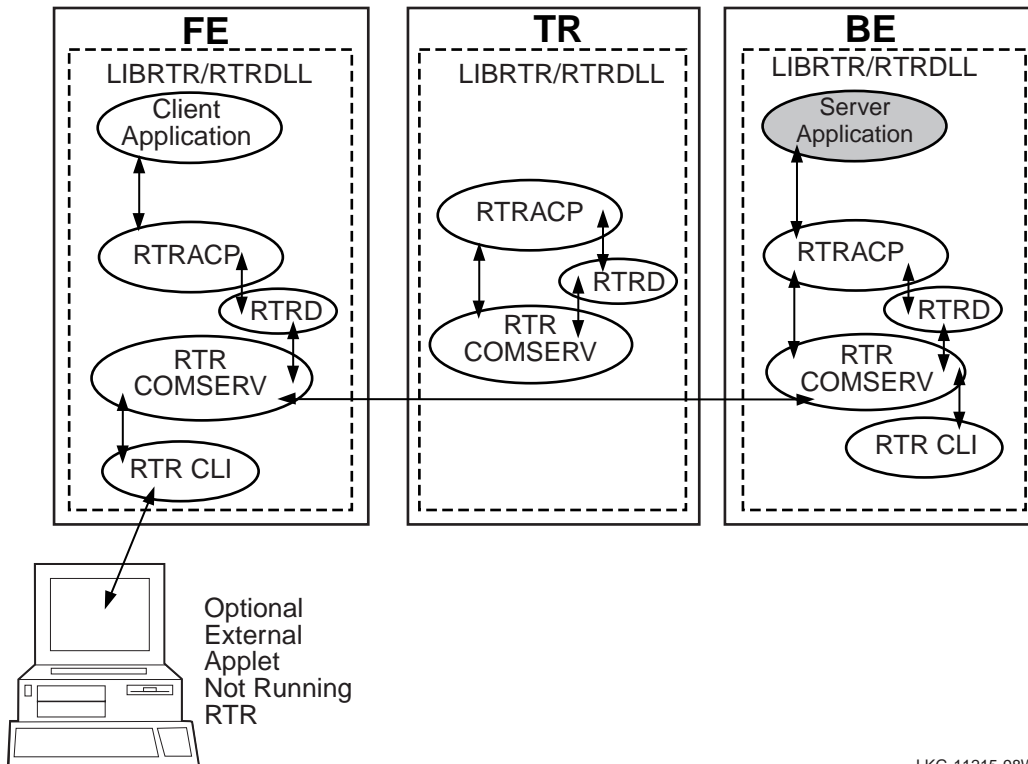 FE
LIBRTR/RTRDLL
Client
Application
RTRACP
RTRD
RTR
COMSERV
RTR CLI
TR
LIBRTR/RTRDLL
RTRACP
RTRD
RTR
COMSERV
BE
LIBRTR/RTRDLL
Server
Application
RTRACP
RTRD
RTR
COMSERV
RTR CLI
Optional
External
Applet
Not Running
RTR